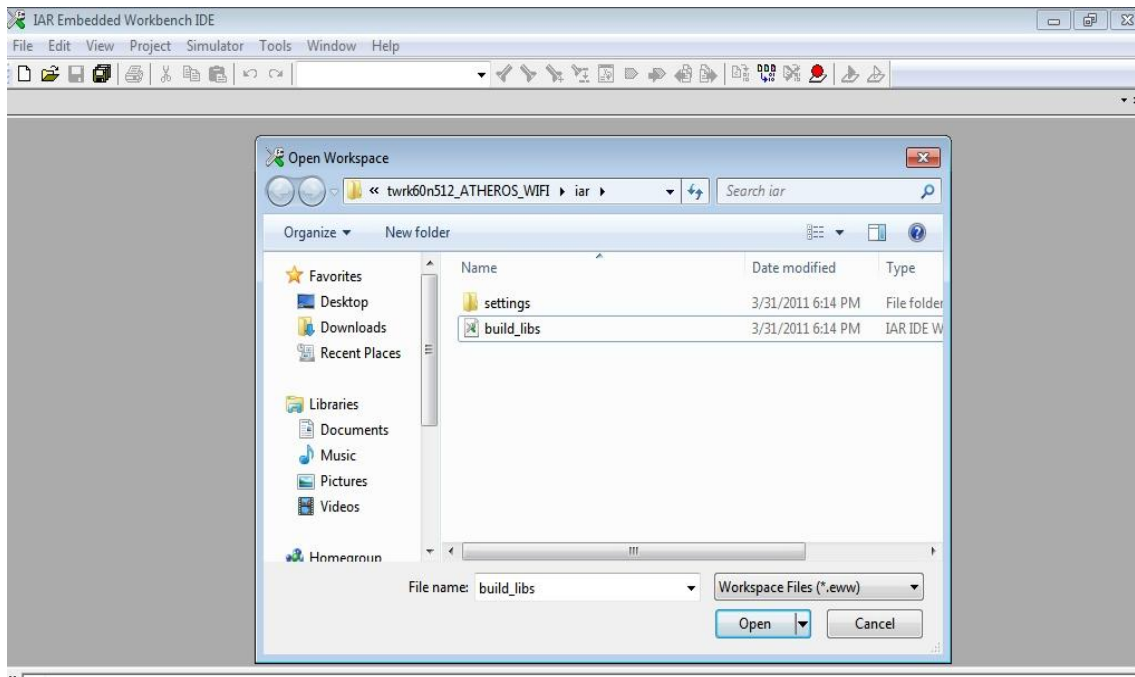 IAR Embedded Workbench IDE
File Edit View Project Simulator Tools Window Help
Open Workspace
« twrk60n512_ATHEROS_WIFI iar
Search iar
Organize New folder
Name Date modified Type
Favorites
Desktop
Downloads
Recent Places
Libraries
Documents
Music
Pictures
Videos
Homegroup
settings 3/31/2011 6:14 PM File folder
build_libs 3/31/2011 6:14 PM IAR IDE W
File name: build_libs
Workspace Files (*.eww)
Open Cancel